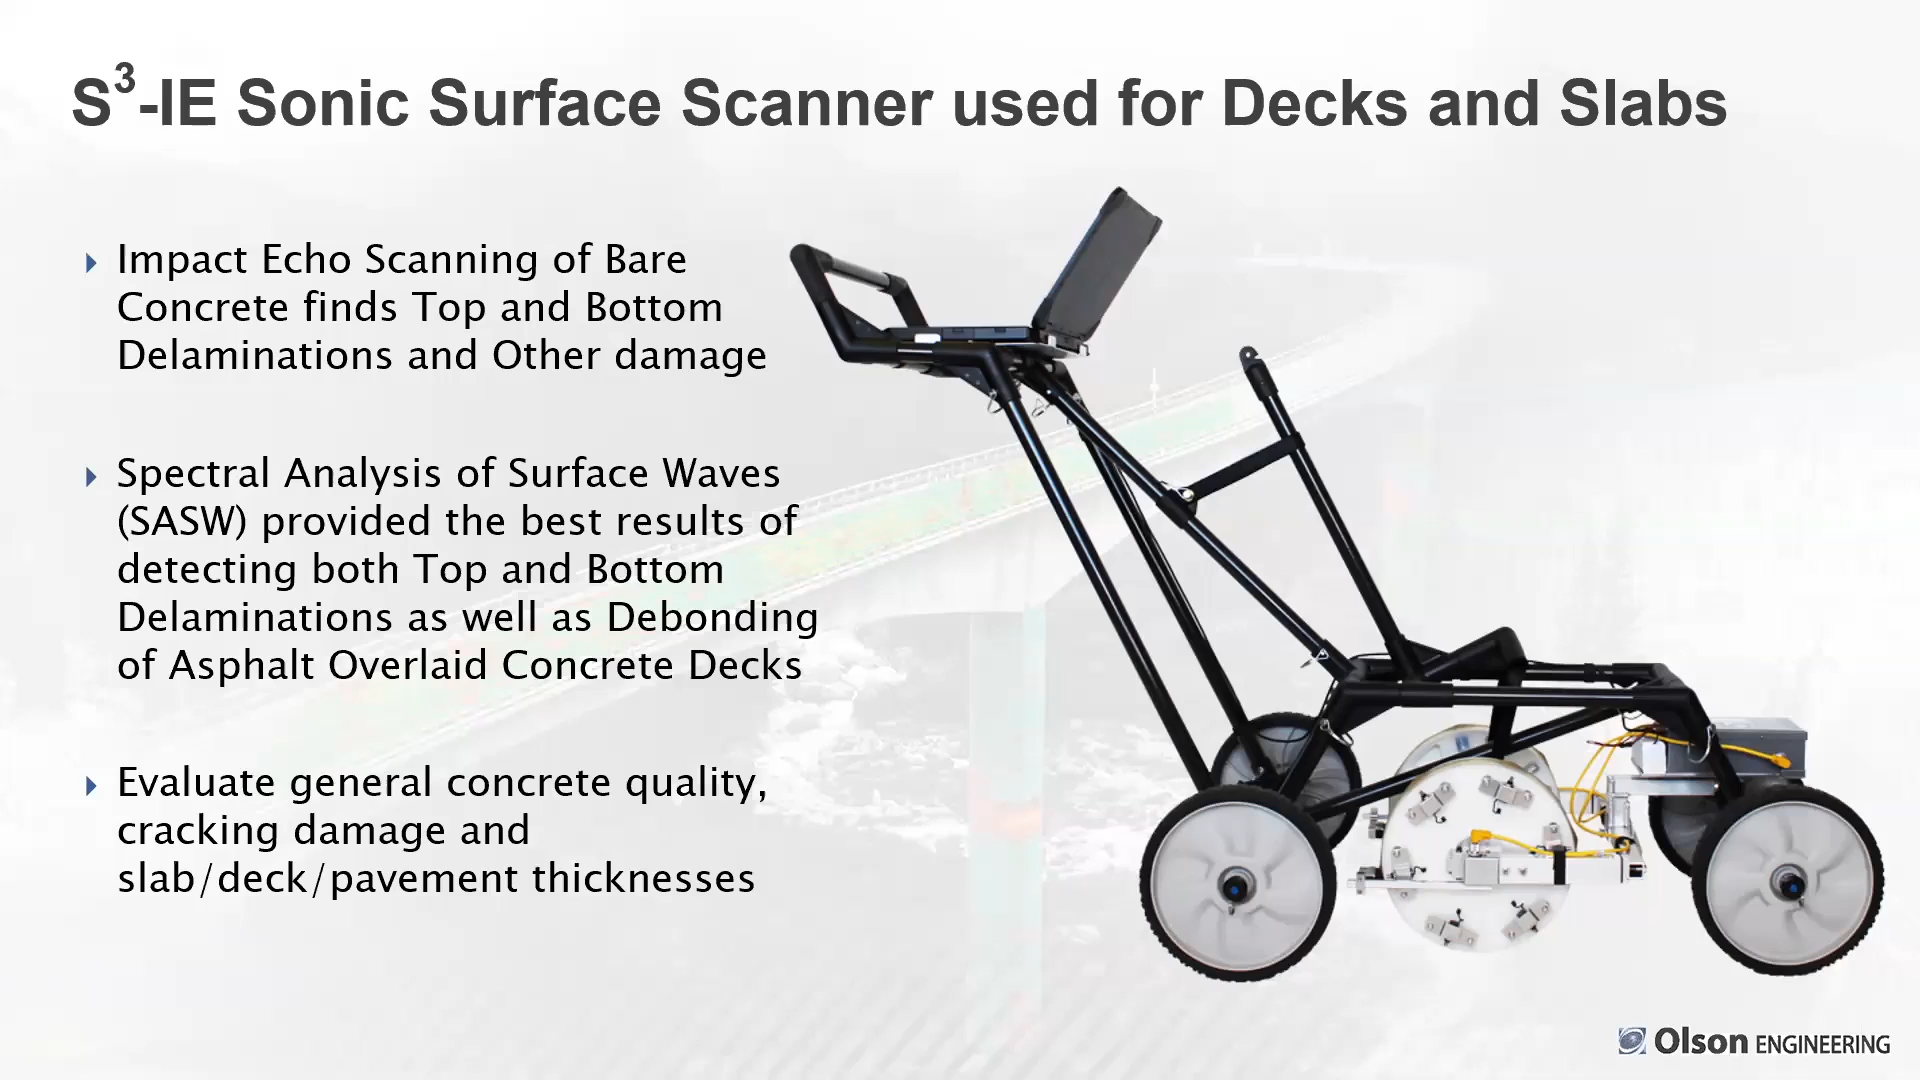 S³-IE Sonic Surface Scanner used for Decks and Slabs
Impact Echo Scanning of Bare
Concrete finds Top and Bottom
Delaminations and Other damage
Spectral Analysis of Surface Waves
(SASW) provided the best results of
detecting both Top and Bottom
Delaminations as well as Debonding
of Asphalt Overlaid Concrete Decks
Evaluate general concrete quality,
cracking damage and
slab/deck/pavement thicknesses
Olson ENGINEERING